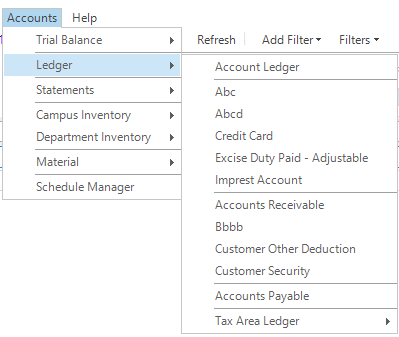 Accounts Help
Trial Balance
Refresh Add Filter Filters
Ledger
Account Ledger
Statements
Abc
Campus Inventory
Abcd
Department Inventory
Credit Card
Material
Excise Duty Paid - Adjustable
Schedule Manager
Imprest Account
Accounts Receivable
Bbbb
Customer Other Deduction
Customer Security
Accounts Payable
Tax Area Ledger